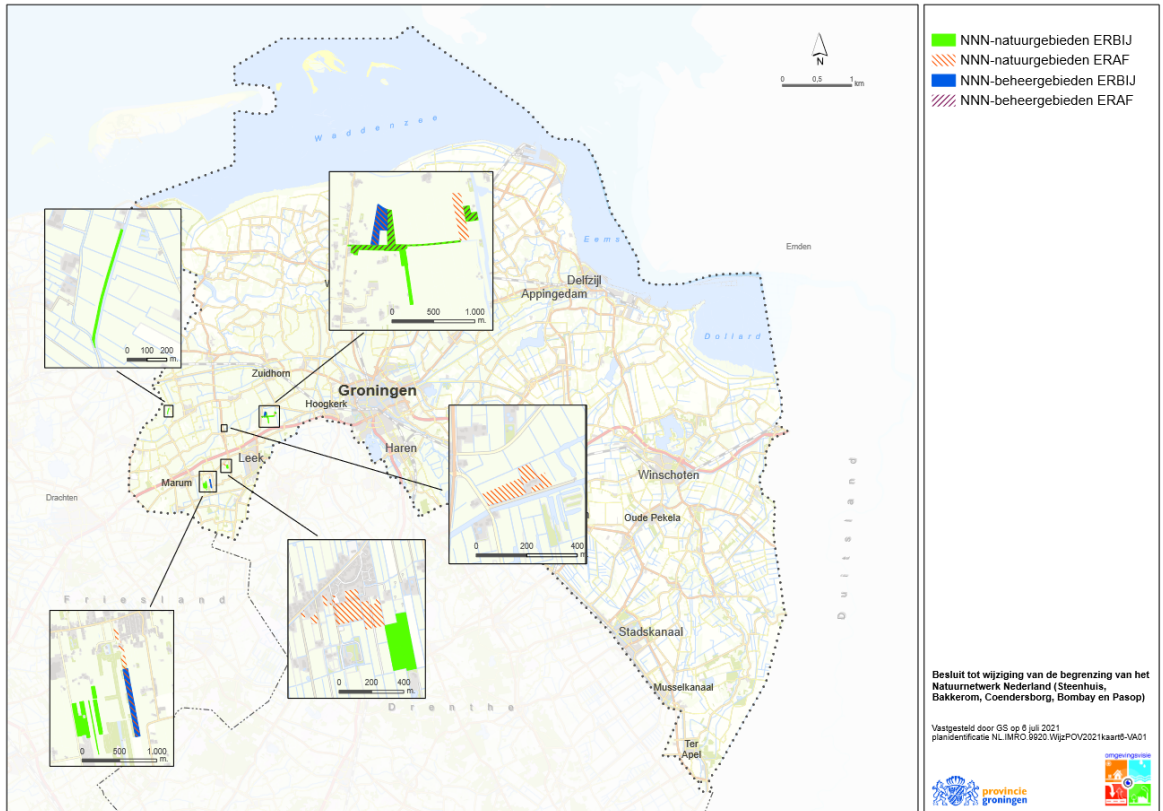 NNN-natuurgebieden ERBIJ
NNN-natuurgebieden ERAF
NNN-beheergebieden ERBIJ
NNN-beheergebieden ERAF
N
0 0,5 1 km
Waddenzee
Eems
Emden
Delfzijl
Appingedam
Dollard
0 500 1.000 m.
0 100 200 m.
Zuidhorn
Groningen
Hoogkerk
Haren
Leek
Marum
Drachten
Winschoten
Oude Pekela
Duitsland
0 200 400 m.
Friesland
Stadskanaal
0 200 400 m.
Musselkanaal
Drenthe
Ter
Apel
0 500 1.000 m.
Besluit tot wijziging van de begrenzing van het
Natuurnetwerk Nederland (Steenhuis,
Bakkerom, Coendersborg, Bombay en Pasop)
Vastgesteld door GS op 6 juli 2021
planidentificatie NL.IMRO.9920.WijzPOV2021kaart6-VA01
omgevingsvisie
provincie
groningen